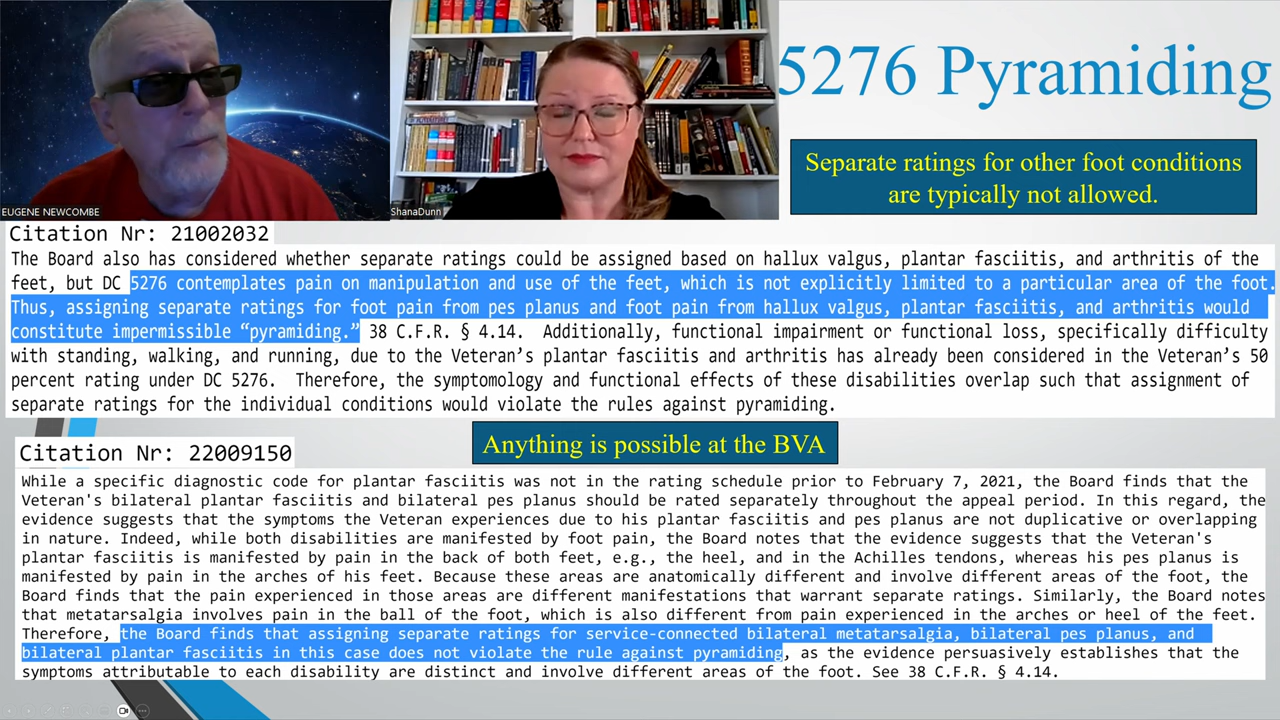 EUGENE NEWCOMBE
ShanaDunn
5276 Pyramiding
Separate ratings for other foot conditions
are typically not allowed.
Citation Nr: 21002032
The Board also has considered whether separate ratings could be assigned based on hallux valgus, plantar fasciitis, and arthritis of the
feet, but DC 5276 contemplates pain on manipulation and use of the feet, which is not explicitly limited to a particular area of the foot.
Thus, assigning separate ratings for foot pain from pes planus and foot pain from hallux valgus, plantar fasciitis, and arthritis would
constitute impermissible “pyramiding.” 38 C.F.R. § 4.14. Additionally, functional impairment or functional loss, specifically difficulty
with standing, walking, and running, due to the Veteran’s plantar fasciitis and arthritis has already been considered in the Veteran’s 50
percent rating under DC 5276. Therefore, the symptomology and functional effects of these disabilities overlap such that assignment of
separate ratings for the individual conditions would violate the rules against pyramiding.
Anything is possible at the BVA
Citation Nr: 22009150
While a specific diagnostic code for plantar fasciitis was not in the rating schedule prior to February 7, 2021, the Board finds that the
Veteran's bilateral plantar fasciitis and bilateral pes planus should be rated separately throughout the appeal period. In this regard, the
evidence suggests that the symptoms the Veteran experiences due to his plantar fasciitis and pes planus are not duplicative or overlapping
in nature. Indeed, while both disabilities are manifested by foot pain, the Board notes that the evidence suggests that the Veteran's
plantar fasciitis is manifested by pain in the back of both feet, e.g., the heel, and in the Achilles tendons, whereas his pes planus is
manifested by pain in the arches of his feet. Because these areas are anatomically different and involve different areas of the foot, the
Board finds that the pain experienced in those areas are different manifestations that warrant separate ratings. Similarly, the Board notes
that metatarsalgia involves pain in the ball of the foot, which is also different from pain experienced in the arches or heel of the feet.
Therefore, the Board finds that assigning separate ratings for service-connected bilateral metatarsalgia, bilateral pes planus, and
bilateral plantar fasciitis in this case does not violate the rule against pyramiding, as the evidence persuasively establishes that the
symptoms attributable to each disability are distinct and involve different areas of the foot. See 38 C.F.R. § 4.14.